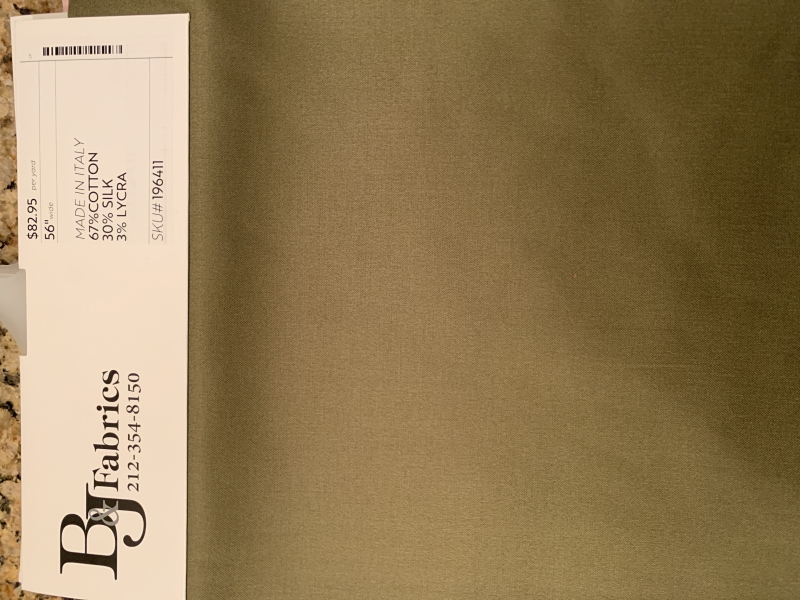 $82.95 per yard
56" wide
MADE IN ITALY
67%COTTON
30% SILK
3% LYCRA
SKU# 196411
B&J Fabrics
212-354-8150